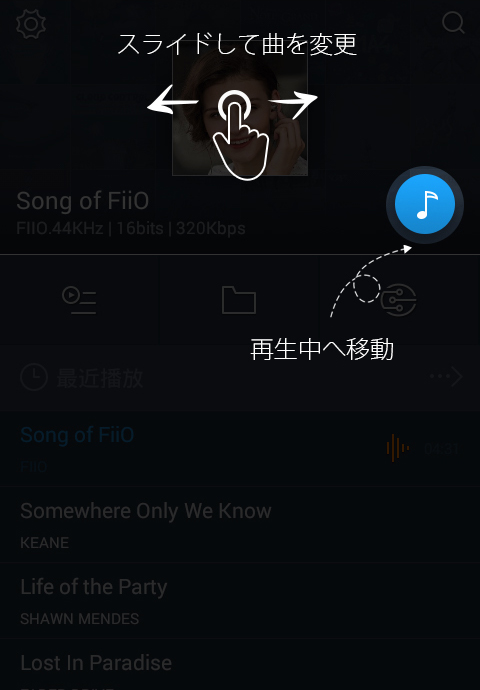 スライドして曲を変更
Song of FiiO
FIIO.44KHz | 16bits | 320Kbps
再生中へ移動
最近播放
Song of FiiO
FIIO
Somewhere Only We Know
KEANE
Life of the Party
SHAWN MENDES
Lost In Paradise